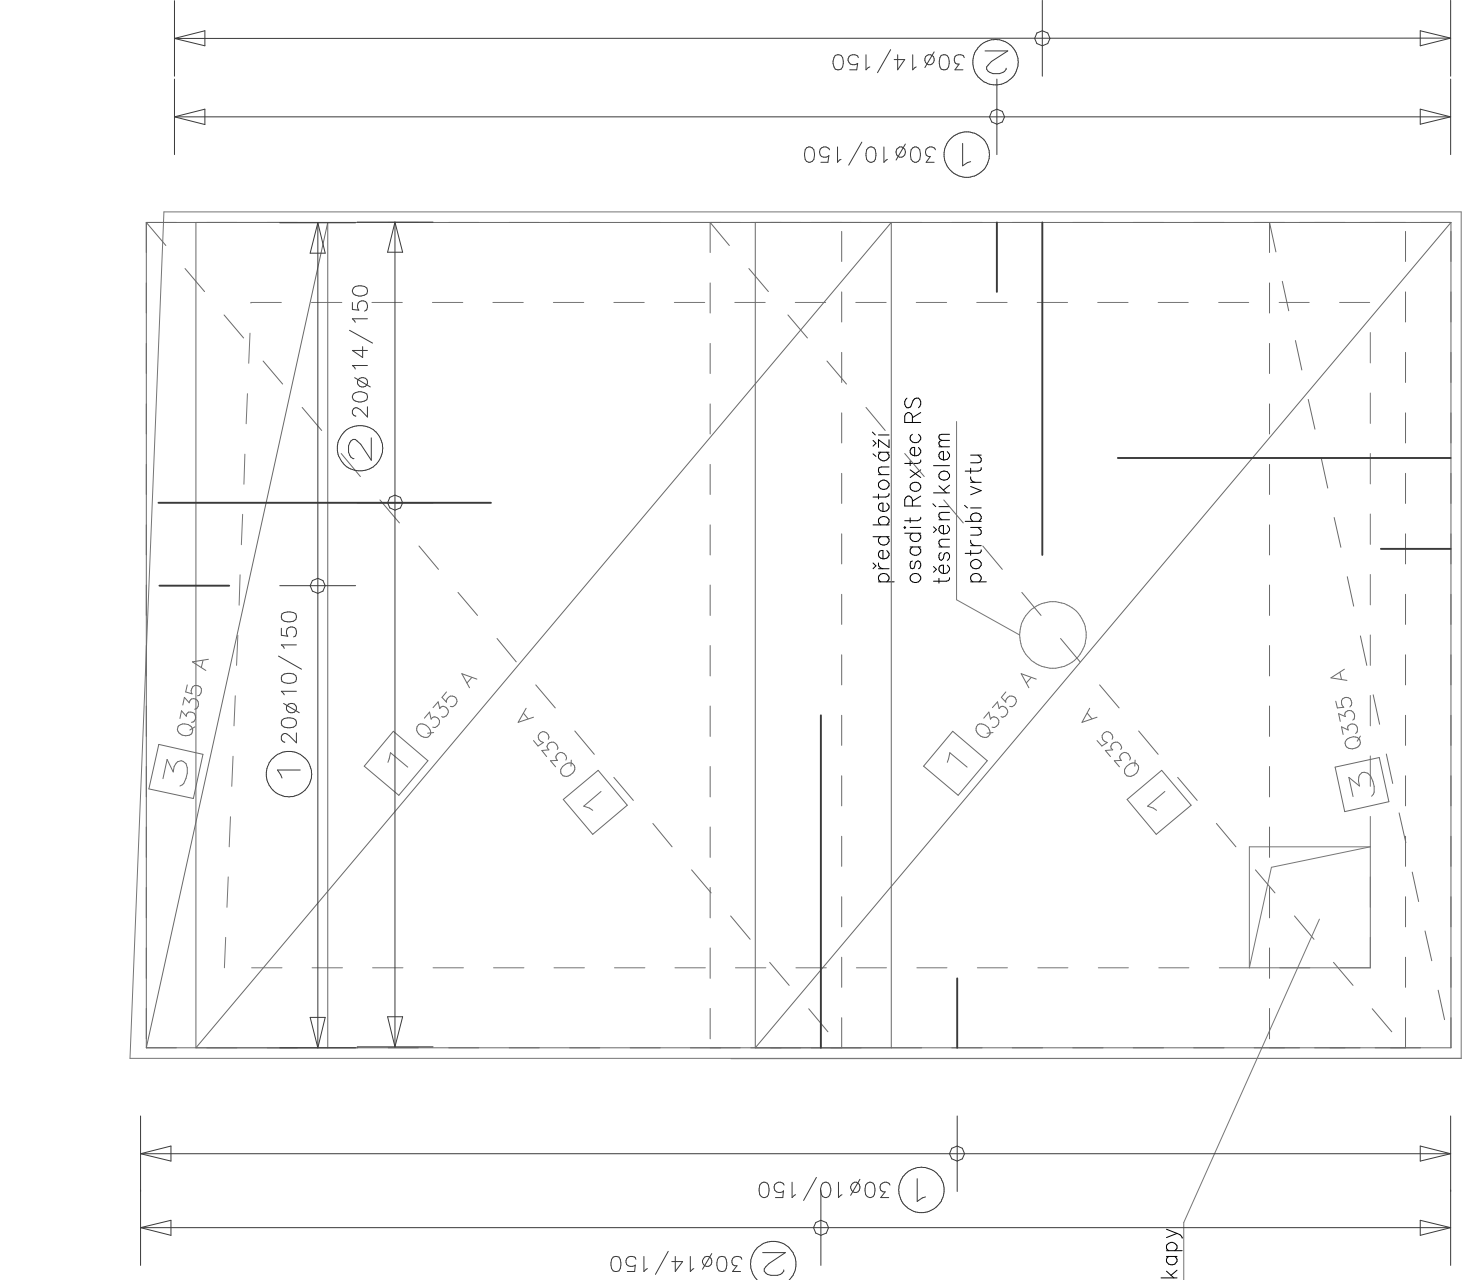 30ø14/150 2
30ø10/150 1
2 20ø14/150
1 20ø10/150
3 Q335 A
1 Q335 A
1 Q335 A
před betonáží
osadit Roxtec RS
těsnění kolem
potrubí vrtu
1 Q335 A
1 Q335 A
3 Q335 A
30ø10/150 1
30ø14/150 2
kapy